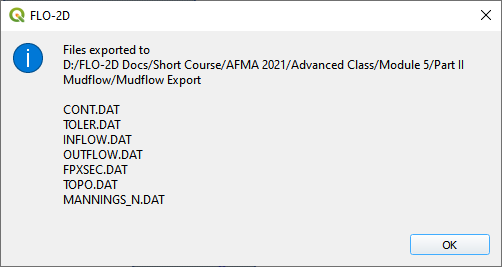 FLO-2D
Files exported to
D:/FLO-2D Docs/Short Course/AFMA 2021/Advanced Class/Module 5/Part II
Mudflow/Mudflow Export
CONT.DAT
TOLER.DAT
INFLOW.DAT
OUTFLOW.DAT
FPXSEC.DAT
TOPO.DAT
MANNINGS_N.DAT
OK